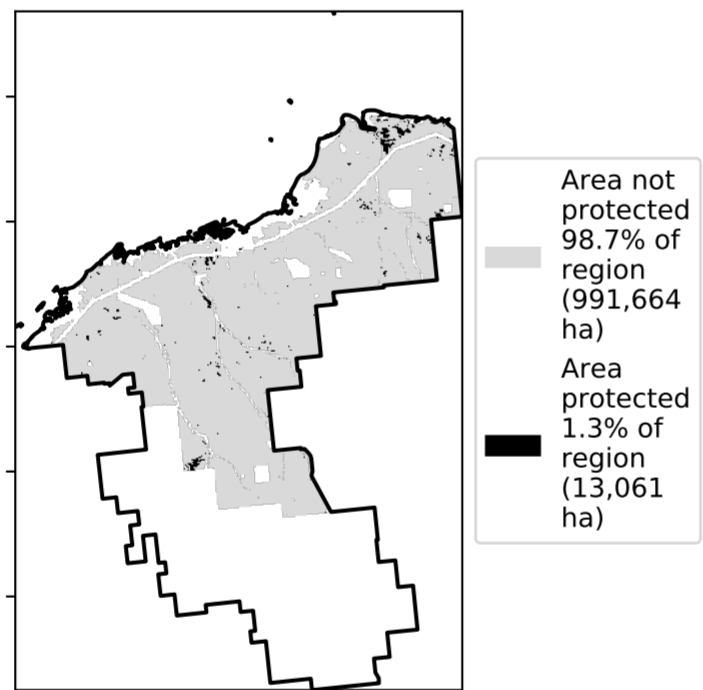 Area not
protected
98.7% of
region
(991,664
ha)
Area
protected
1.3% of
region
(13,061
ha)